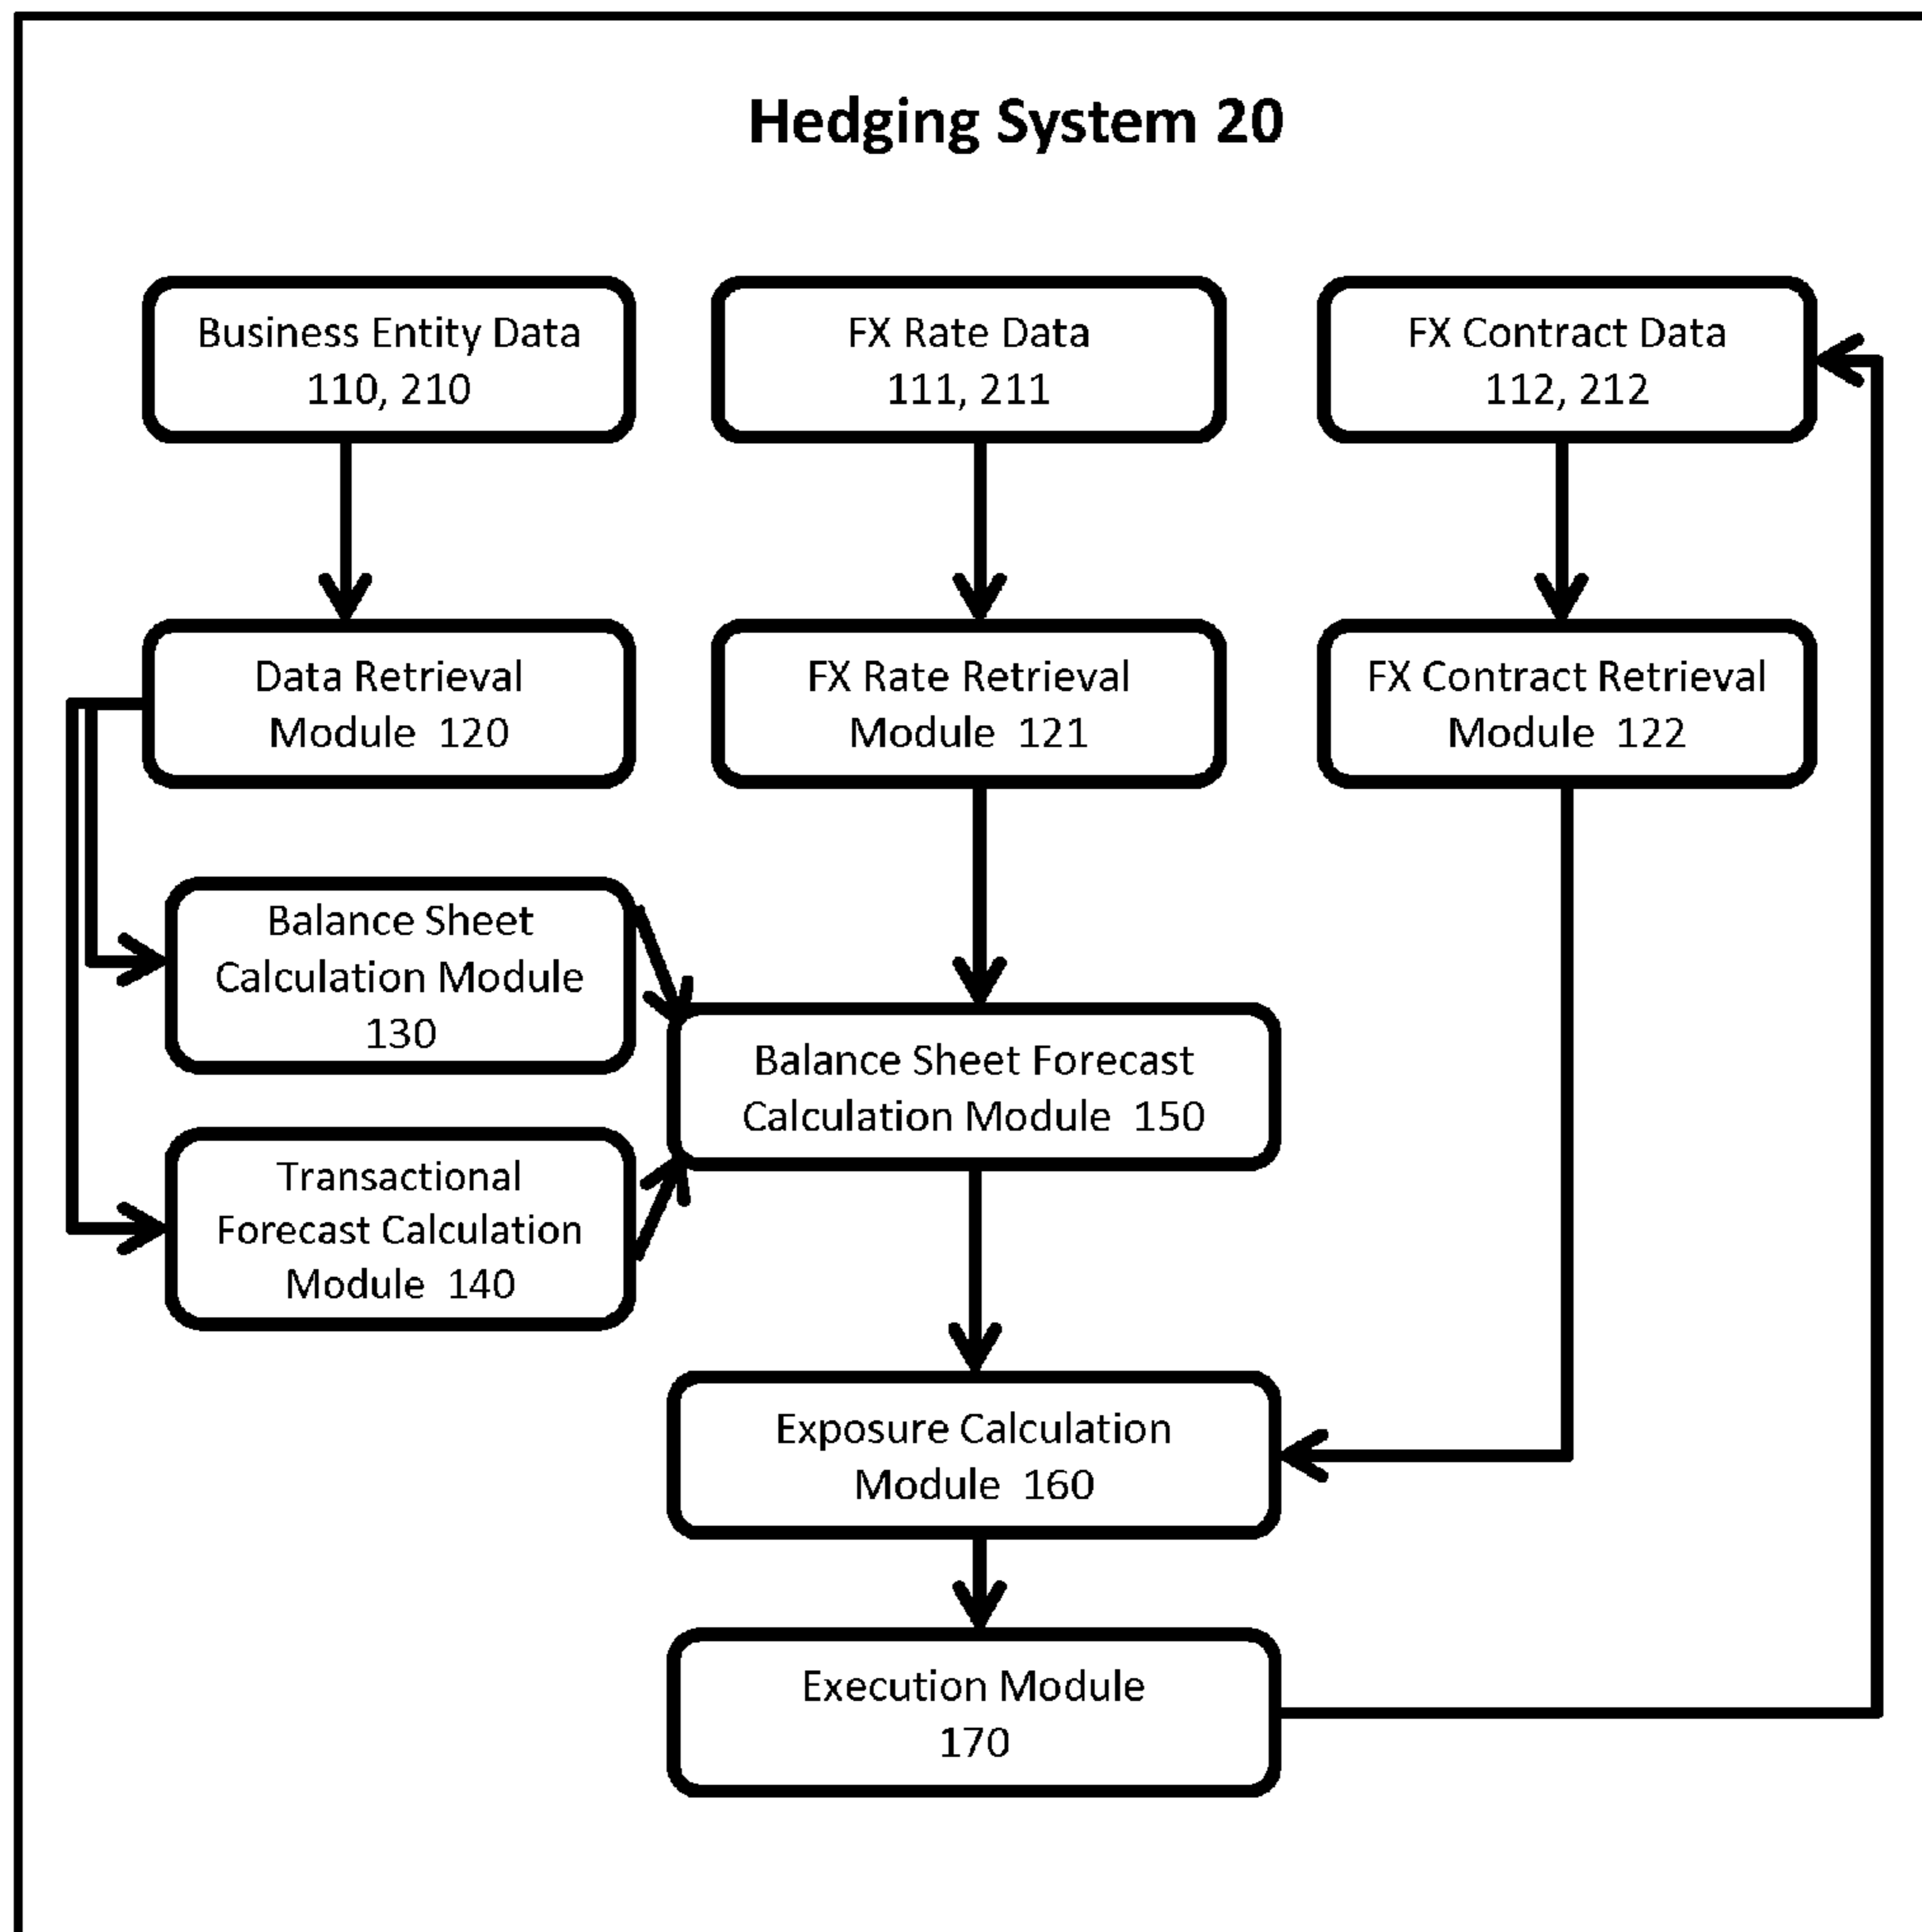 Hedging System 20
Business Entity Data
110, 210
FX Rate Data
111, 211
FX Contract Data
112, 212
Data Retrieval
Module 120
FX Rate Retrieval
Module 121
FX Contract Retrieval
Module 122
Balance Sheet
Calculation Module
130
Balance Sheet Forecast
Calculation Module 150
Transactional
Forecast Calculation
Module 140
Exposure Calculation
Module 160
Execution Module
170